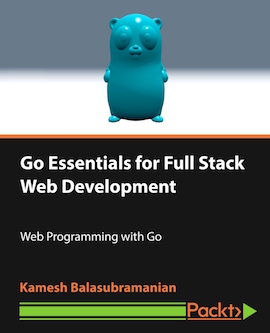 Go Essentials for Full Stack
Web Development
Web Programming with Go
Kamesh Balasubramanian
Packt>